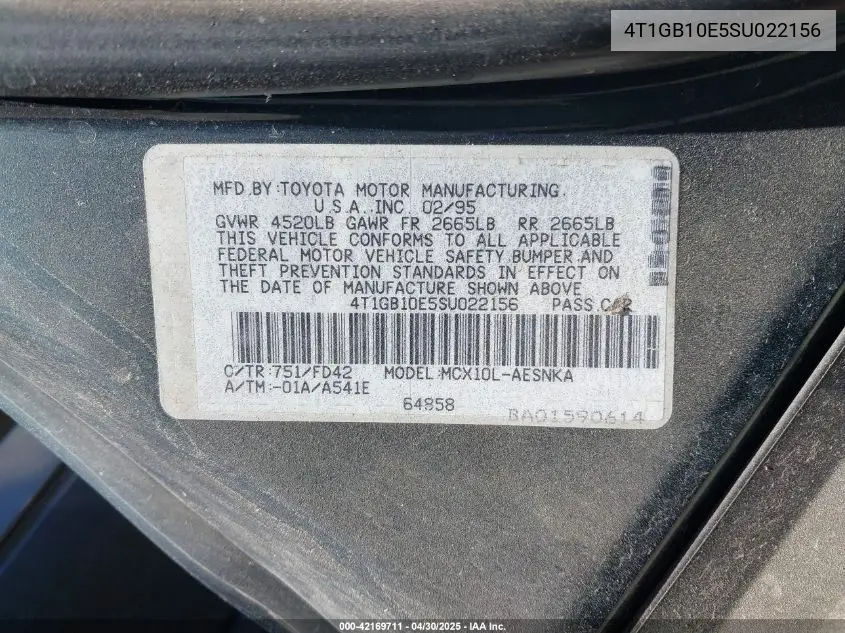 4T1GB10E5SU022156
MFD.BY:TOYOTA MOTOR MANUFACTURING.
U.S.A.,INC. 02/95
GVWR 4520LB GAWR FR 2665LB RR 2665LB
THIS VEHICLE CONFORMS TO ALL APPLICABLE
FEDERAL MOTOR VEHICLE SAFETY,BUMPER,AND
THEFT PREVENTION STANDARDS IN EFFECT ON
THE DATE OF MANUFACTURE SHOWN ABOVE
4T1GB10E5SU022156 PASS.CAR
C/TR:751/FD42 MODEL:MCX10L-AESNKA
A/TM:-01A/A541E
64858
BA01590614
000-42169711 - 04/30/2025 - IAA Inc.